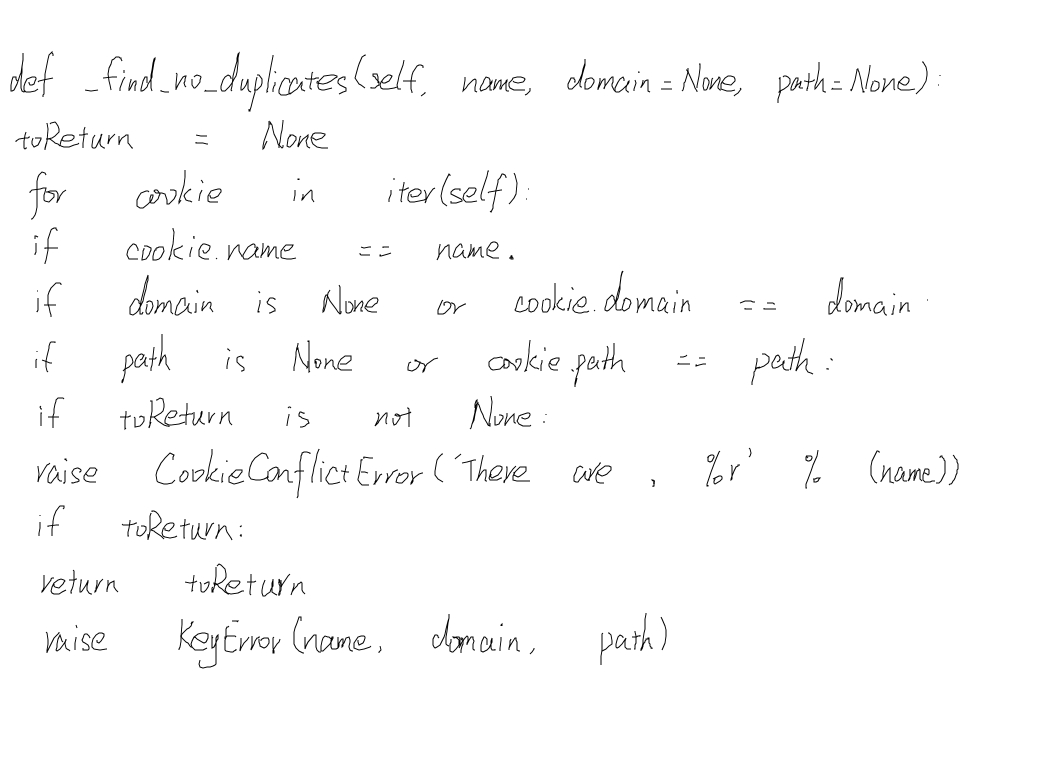 def _find_no_duplicates(self, name, domain=None, path=None):
toReturn = None
for cookie in iter(self):
if cookie.name == name.
if domain is None or cookie.domain == domain
if path is None or cookie.path == path:
if toReturn is not None:
raise CookieConflictError('There are , %r' % (name))
if toReturn:
return toReturn
raise KeyError(name, domain, path)